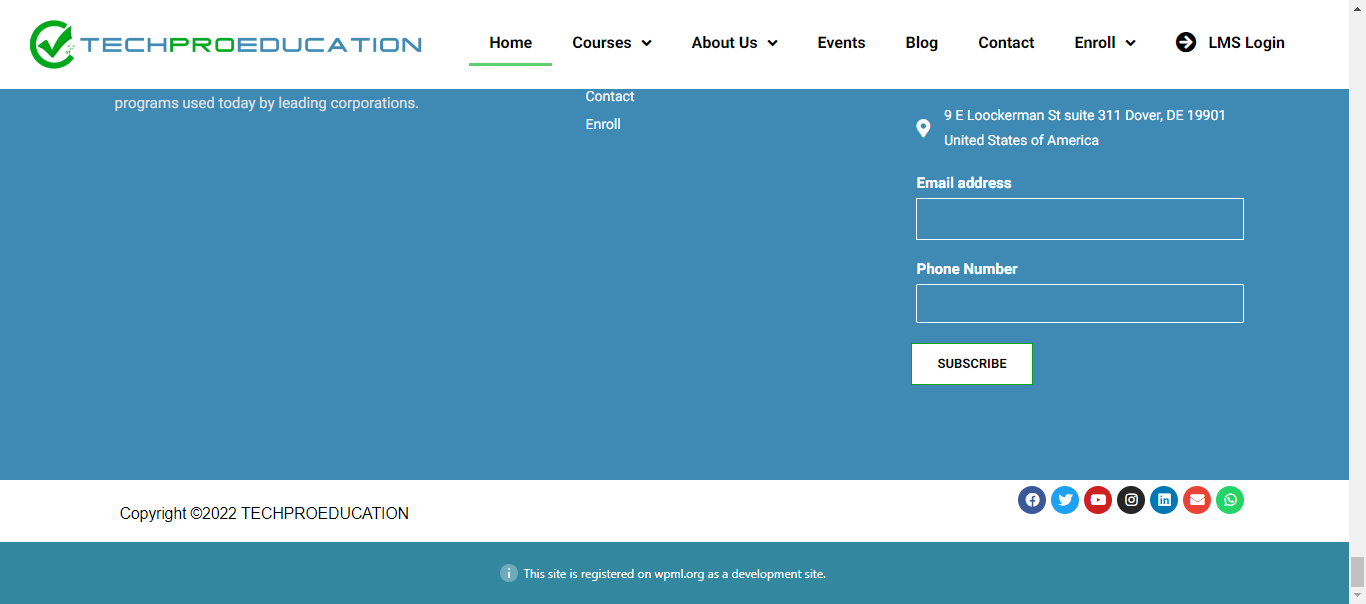 TECHPROEDUCATION
Home
Courses
About Us
Events
Blog
Contact
Enroll
LMS Login
programs used today by leading corporations.
Contact
Enroll
9 E Loockerman St suite 311 Dover, DE 19901
United States of America
Email address
Phone Number
SUBSCRIBE
Copyright ©2022 TECHPROEDUCATION
This site is registered on wpml.org as a development site.